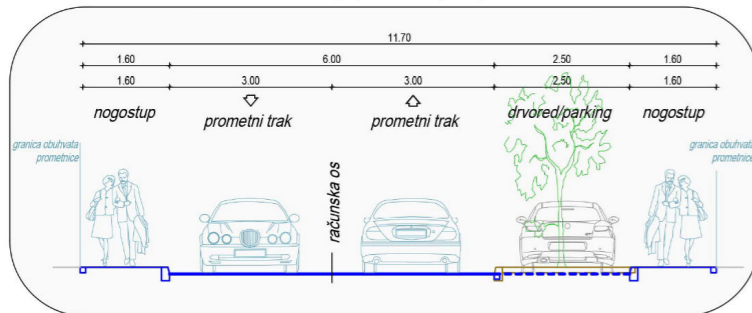 11.70
1.60 6.00 2.50 1.60
1.60 3.00 3.00 2.50 1.60
nogostup prometni trak prometni trak drvored/parking nogostup
granica obuhvata
prometnice
računska os
granica obuhvata
prometnice